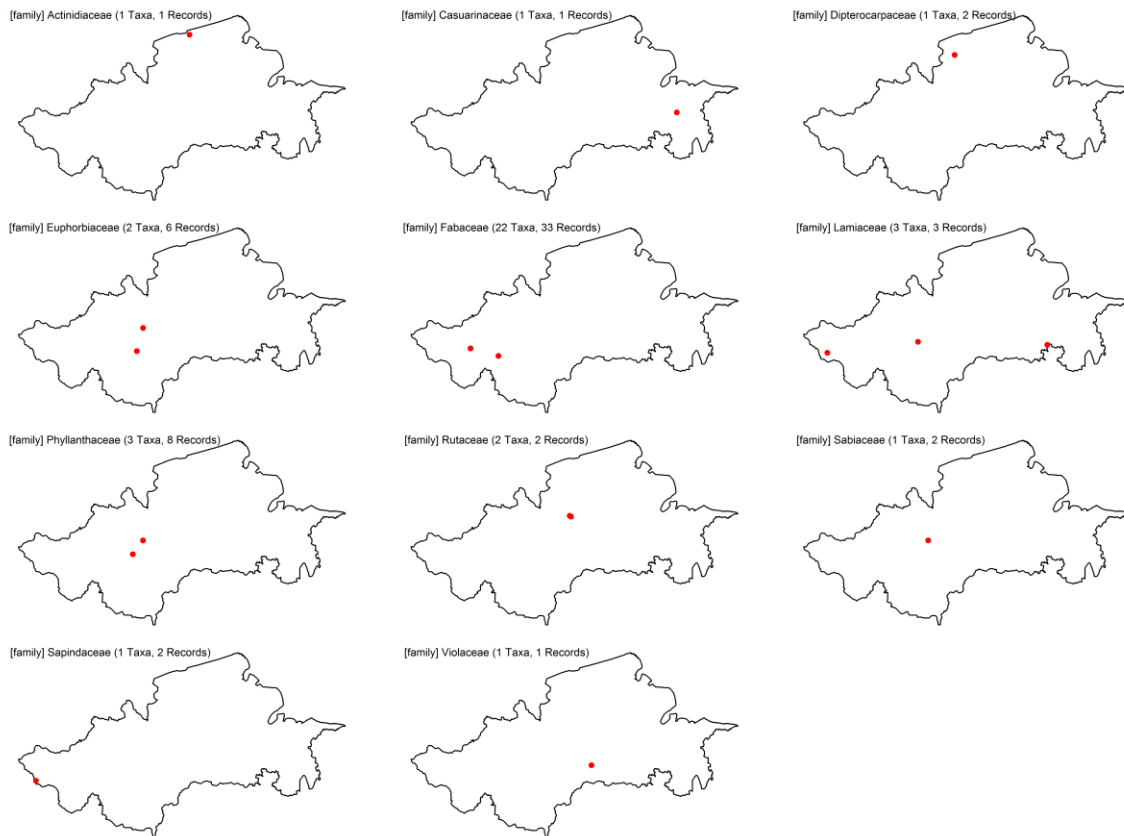 [family] Actinidiaceae (1 Taxa, 1 Records)
[family] Casuarinaceae (1 Taxa, 1 Records)
[family] Dipterocarpaceae (1 Taxa, 2 Records)
[family] Euphorbiaceae (2 Taxa, 6 Records)
[family] Fabaceae (22 Taxa, 33 Records)
[family] Lamiaceae (3 Taxa, 3 Records)
[family] Phyllanthaceae (3 Taxa, 8 Records)
[family] Rutaceae (2 Taxa, 2 Records)
[family] Sabiaceae (1 Taxa, 2 Records)
[family] Sapindaceae (1 Taxa, 2 Records)
[family] Violaceae (1 Taxa, 1 Records)